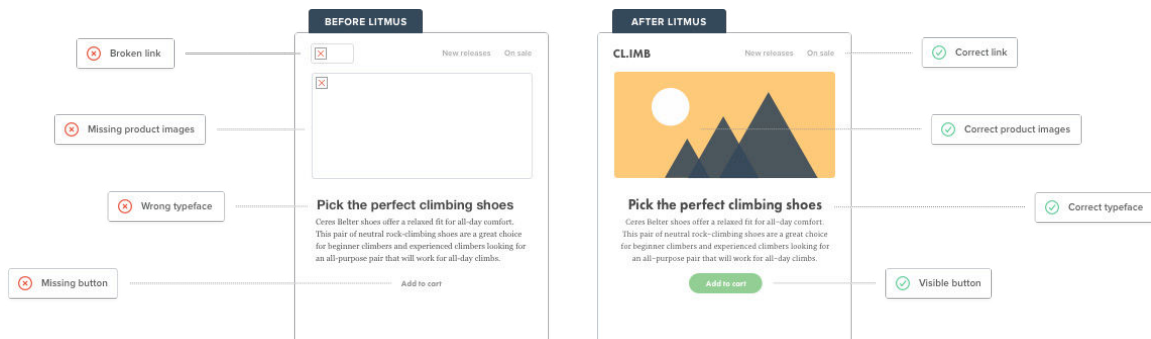 BEFORE LITMUS
AFTER LITMUS
Broken link
New releases On sale
CL.IMB
New releases On sale
Correct link
Missing product images
Correct product images
Wrong typeface
Pick the perfect climbing shoes
Ceres Belter shoes offer a relaxed fit for all-day comfort.
This pair of neutral rock-climbing shoes are a great choice
for beginner climbers and experienced climbers looking for
an all-purpose pair that will work for all-day climbs.
Pick the perfect climbing shoes
Ceres Belter shoes offer a relaxed fit for all-day comfort.
This pair of neutral rock-climbing shoes are a great choice
for beginner climbers and experienced climbers looking for
an all-purpose pair that will work for all-day climbs.
Correct typeface
Missing button
Add to cart
Add to cart
Visible button